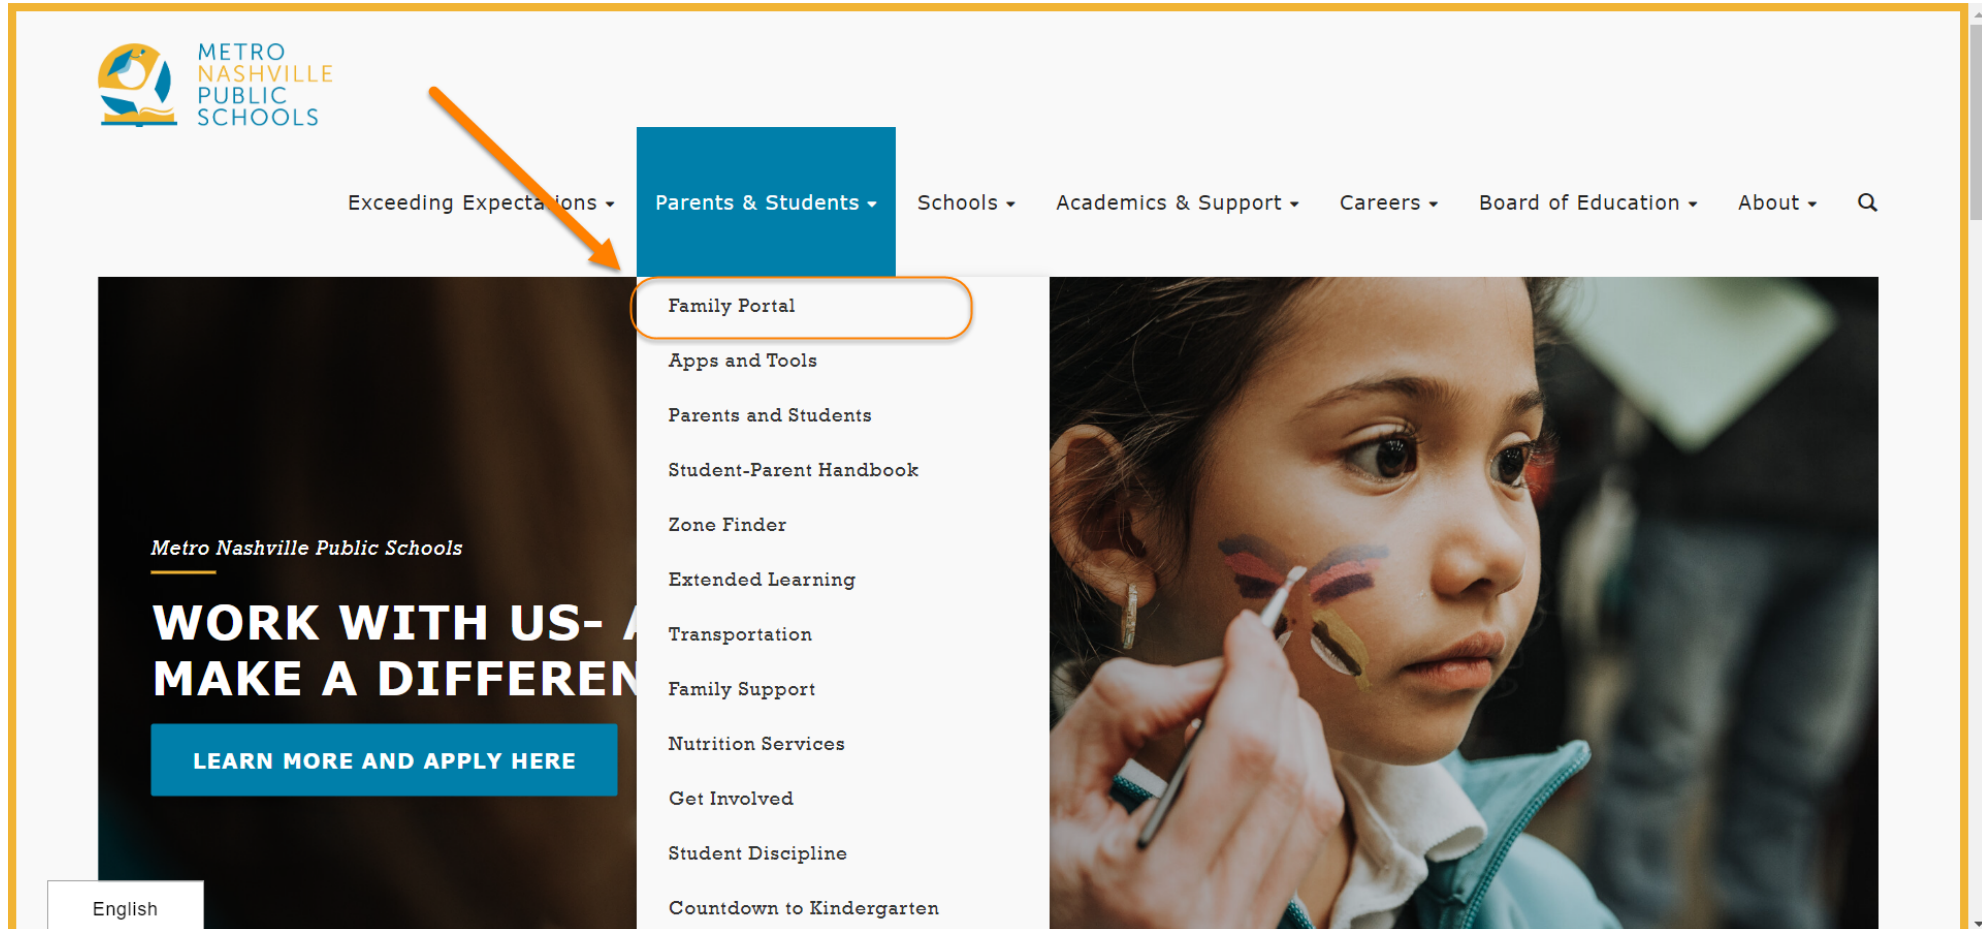 METRO
NASHVILLE
PUBLIC
SCHOOLS
Exceeding Expectations
Parents & Students
Schools
Academics & Support
Careers
Board of Education
About
Family Portal
Apps and Tools
Parents and Students
Student-Parent Handbook
Zone Finder
Extended Learning
Transportation
Family Support
Nutrition Services
Get Involved
Student Discipline
Countdown to Kindergarten
Metro Nashville Public Schools
WORK WITH US-
MAKE A DIFFEREN
LEARN MORE AND APPLY HERE
English